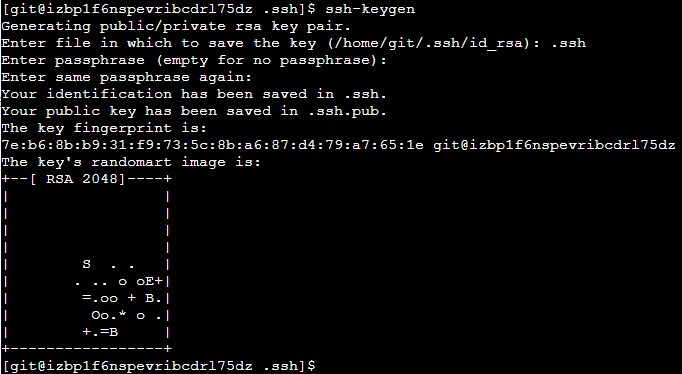 [git@izbp1f6nspevribcdrl75dz .ssh]$ ssh-keygen
Generating public/private rsa key pair.
Enter file in which to save the key (/home/git/.ssh/id_rsa): .ssh
Enter passphrase (empty for no passphrase):
Enter same passphrase again:
Your identification has been saved in .ssh.
Your public key has been saved in .ssh.pub.
The key fingerprint is:
7e:b6:8b:b9:31:f9:73:5c:8b:a6:87:d4:79:a7:65:1e git@izbp1f6nspevribcdrl75dz
The key's randomart image is:
+--[ RSA 2048]----+
|                 |
|                 |
|                 |
|                 |
|        S  . .   |
|       . .. o oE+|
|        =.oo + B.|
|         Oo.* o .|
|        +.=B     |
+-----------------+
[git@izbp1f6nspevribcdrl75dz .ssh]$